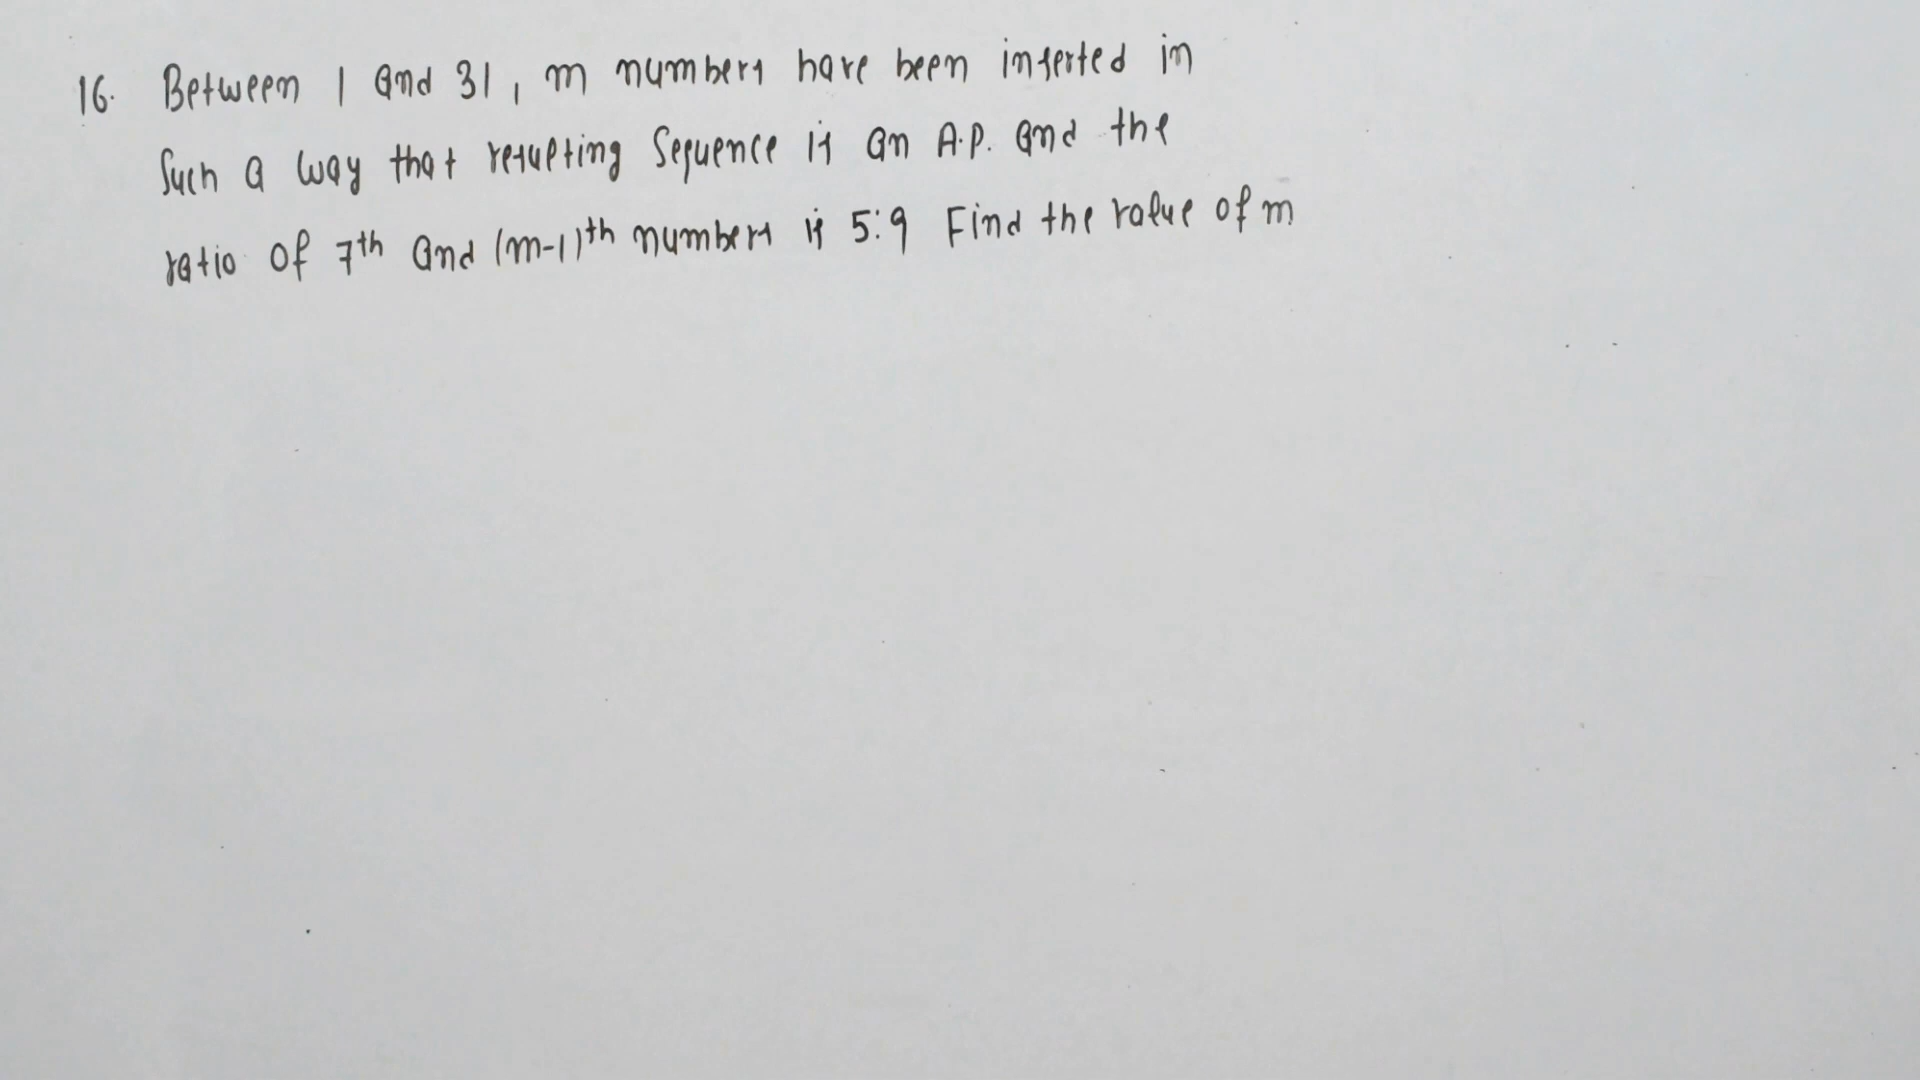 16. Between 1 and 31, m numbers have been inserted in
Such a way that resulting Sequence is an A.P. and the
ratio of 7th and (m-1)th numbers is 5:9 Find the value of m